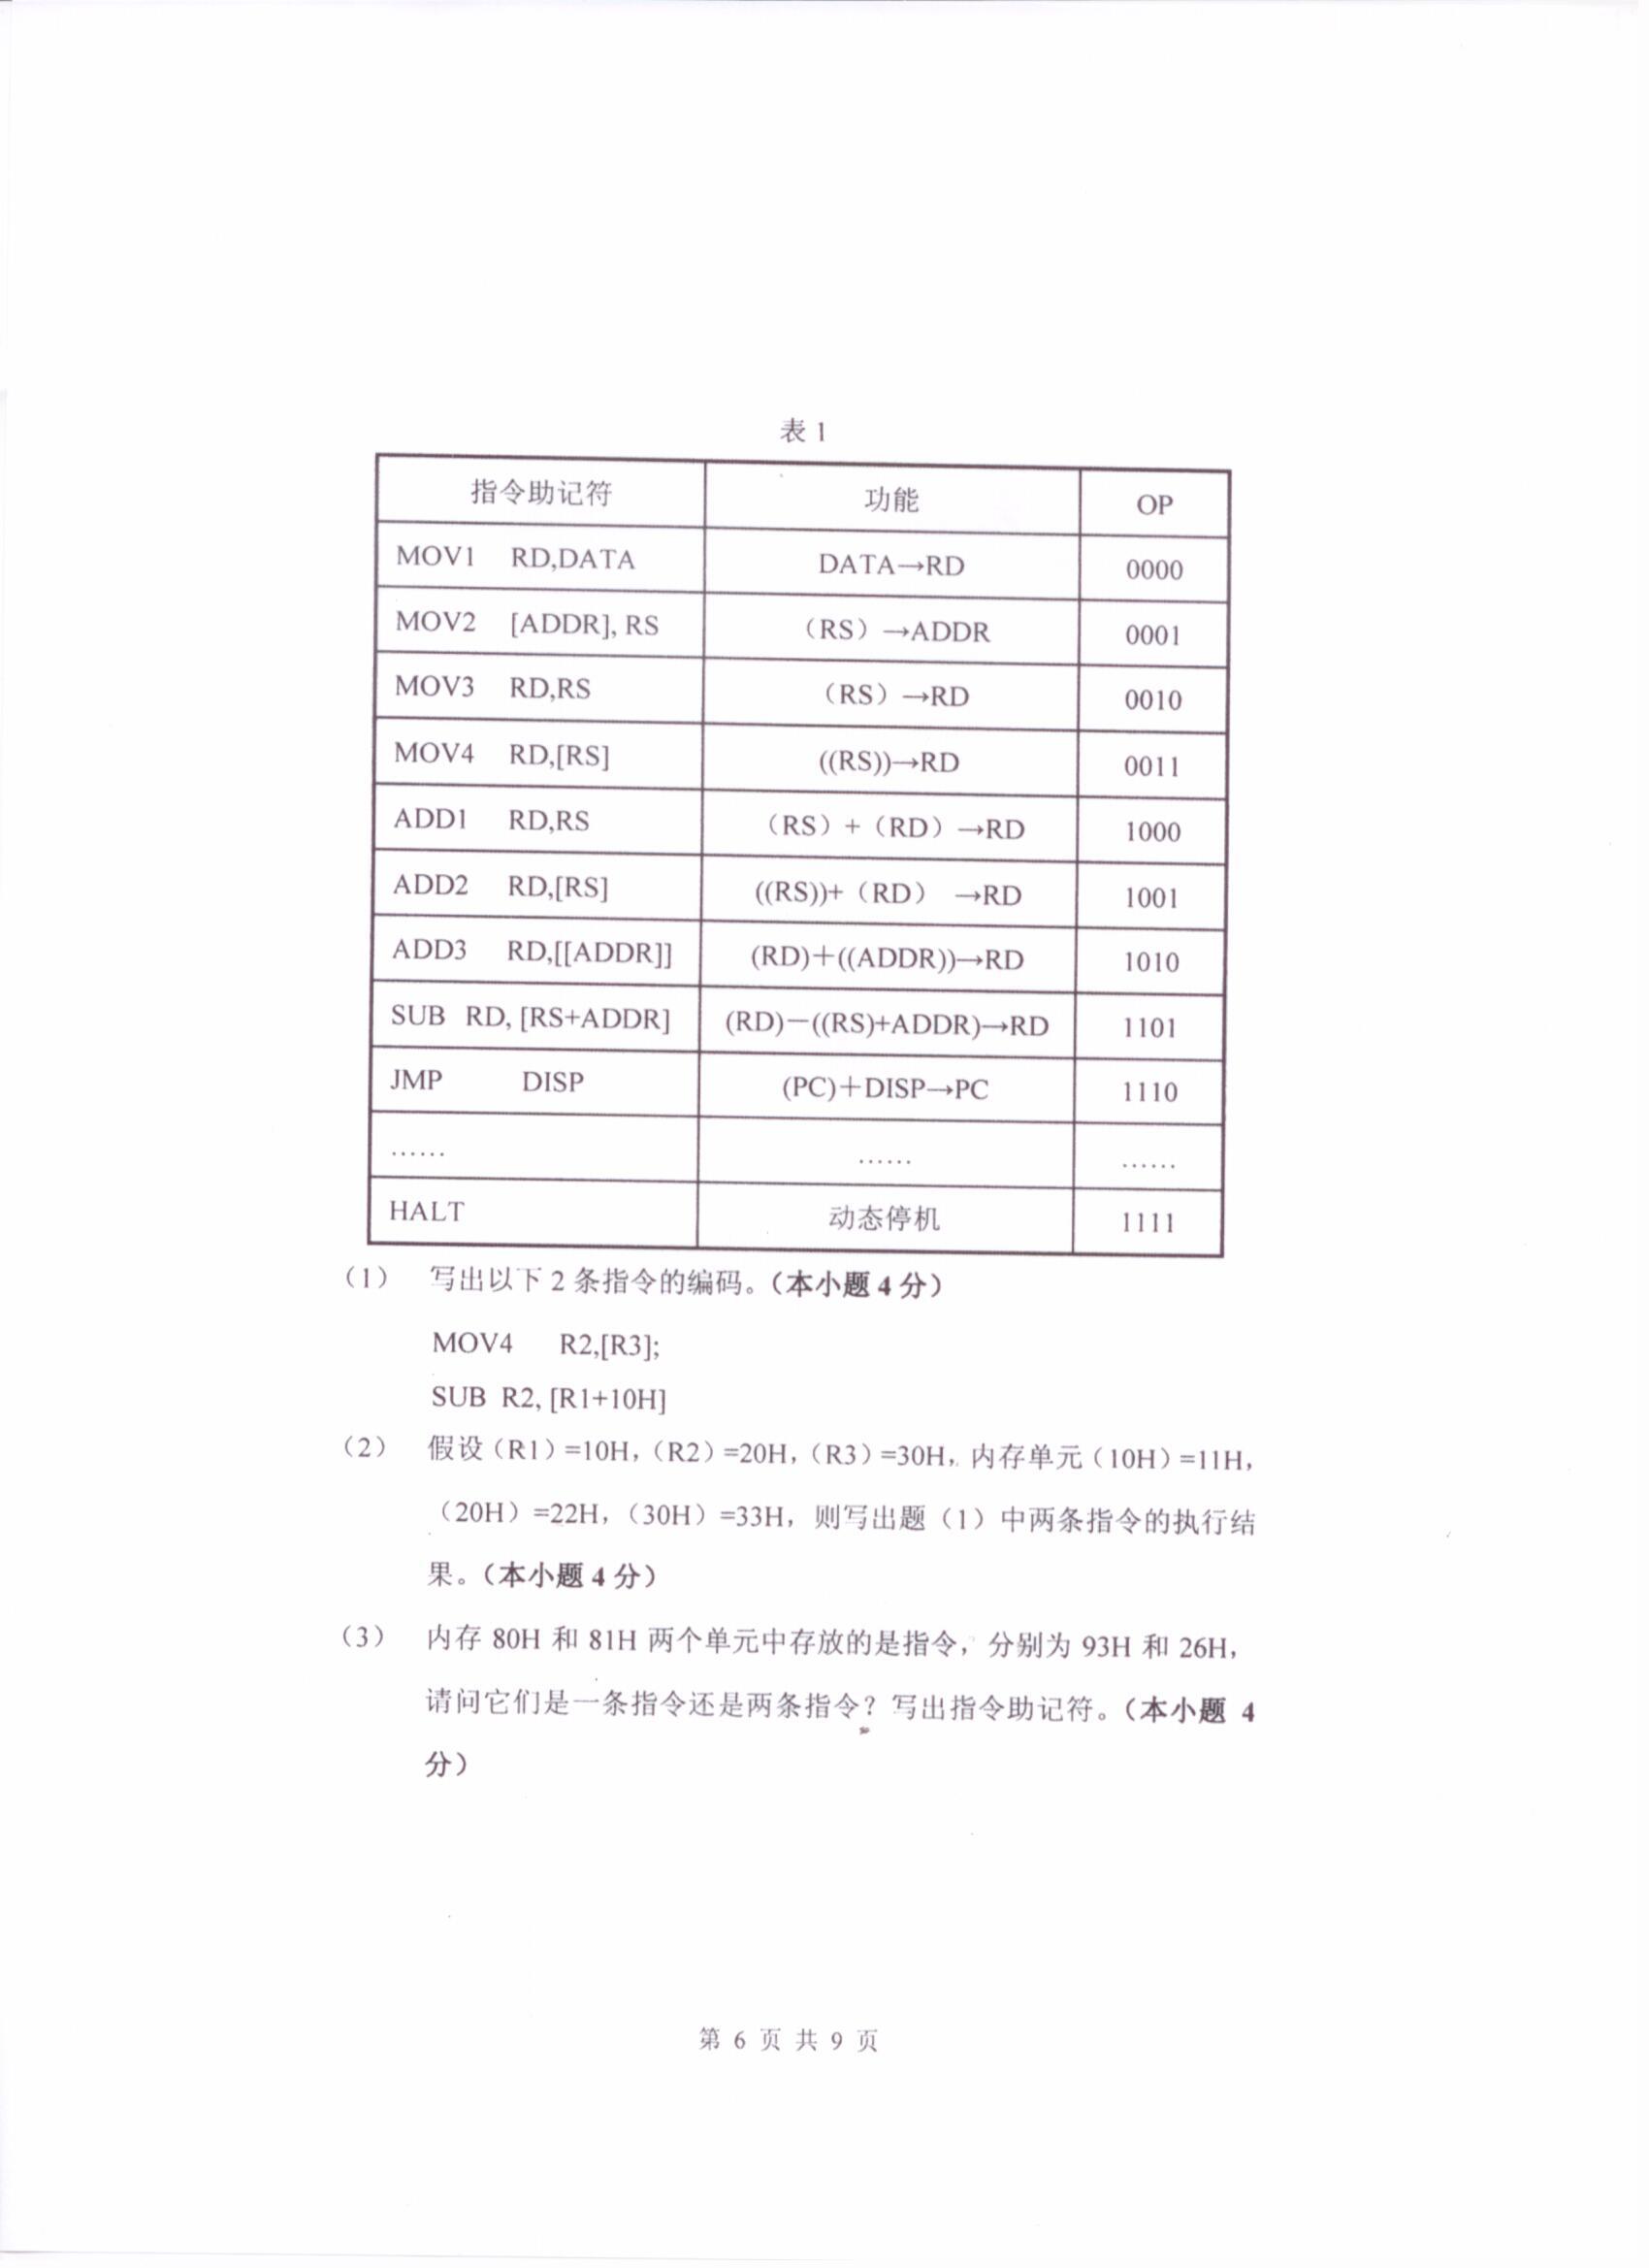 表 1
指令助记符 功能 OP
MOV1 RD,DATA DATA→RD 0000
MOV2 [ADDR], RS （RS）→ADDR 0001
MOV3 RD,RS （RS）→RD 0010
MOV4 RD,[RS] ((RS))→RD 0011
ADD1 RD,RS （RS）+（RD）→RD 1000
ADD2 RD,[RS] ((RS))+（RD） →RD 1001
ADD3 RD,[[ADDR]] (RD)＋((ADDR))→RD 1010
SUB RD, [RS+ADDR] (RD)－((RS)+ADDR)→RD 1101
JMP DISP (PC)＋DISP→PC 1110
…… …… ……
HALT 动态停机 1111
（1） 写出以下 2 条指令的编码。（本小题 4 分）
MOV4 R2,[R3];
SUB R2, [R1+10H]
（2） 假设（R1）=10H，（R2）=20H，（R3）=30H，内存单元（10H）=11H，
（20H）=22H，（30H）=33H，则写出题（1）中两条指令的执行结
果。（本小题 4 分）
（3） 内存 80H 和 81H 两个单元中存放的是指令，分别为 93H 和 26H，
请问它们是一条指令还是两条指令？写出指令助记符。（本小题 4
分）
第 6 页 共 9 页